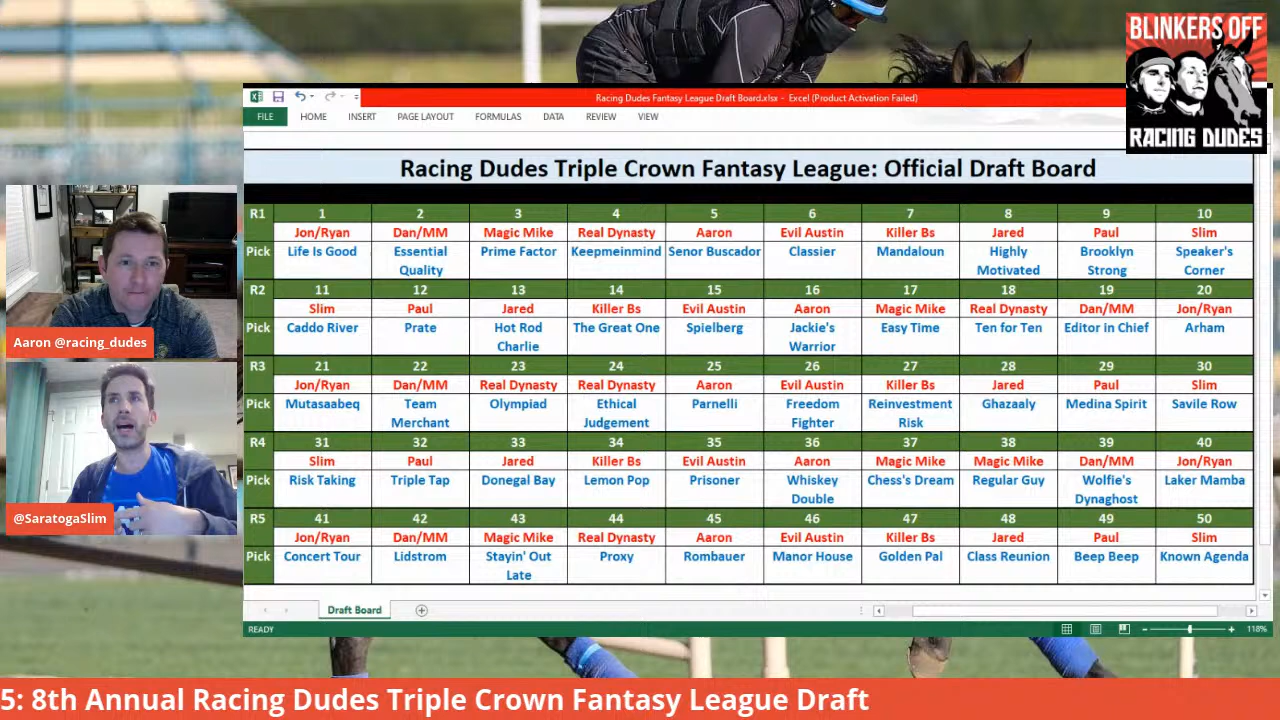 BLINKERS OFF
RACING DUDES
Racing Dudes Fantasy League Draft Board.xlsx - Excel (Product Activation Failed)
FILE HOME INSERT PAGE LAYOUT FORMULAS DATA REVIEW VIEW
Racing Dudes Triple Crown Fantasy League: Official Draft Board
R1 1 2 3 4 5 6 7 8 9 10
Jon/Ryan Dan/MM Magic Mike Real Dynasty Aaron Evil Austin Killer Bs Jared Paul Slim
Pick Life Is Good Essential Prime Factor Keepmeinmind Senor Buscador Classier Mandaloun Highly Brooklyn Speaker's
Quality Motivated Strong Corner
R2 11 12 13 14 15 16 17 18 19 20
Slim Paul Jared Killer Bs Evil Austin Aaron Magic Mike Real Dynasty Dan/MM Jon/Ryan
Pick Caddo River Prate Hot Rod The Great One Spielberg Jackie's Easy Time Ten for Ten Editor in Chief Arham
Charlie Warrior
R3 21 22 23 24 25 26 27 28 29 30
Jon/Ryan Dan/MM Real Dynasty Real Dynasty Aaron Evil Austin Killer Bs Jared Paul Slim
Pick Mutasaabeq Team Olympiad Ethical Parnelli Freedom Reinvestment Ghazaaly Medina Spirit Savile Row
Merchant Judgement Fighter Risk
R4 31 32 33 34 35 36 37 38 39 40
Slim Paul Jared Killer Bs Evil Austin Aaron Magic Mike Magic Mike Dan/MM Jon/Ryan
Pick Risk Taking Triple Tap Donegal Bay Lemon Pop Prisoner Whiskey Chess's Dream Regular Guy Wolfie's Laker Mamba
Double Dynaghost
R5 41 42 43 44 45 46 47 48 49 50
Jon/Ryan Dan/MM Magic Mike Real Dynasty Aaron Evil Austin Killer Bs Jared Paul Slim
Pick Concert Tour Lidstrom Stayin' Out Proxy Rombauer Manor House Golden Pal Class Reunion Beep Beep Known Agenda
Late
Draft Board
READY 118%
Aaron @racing_dudes
@SaratogaSlim
5: 8th Annual Racing Dudes Triple Crown Fantasy League Draft